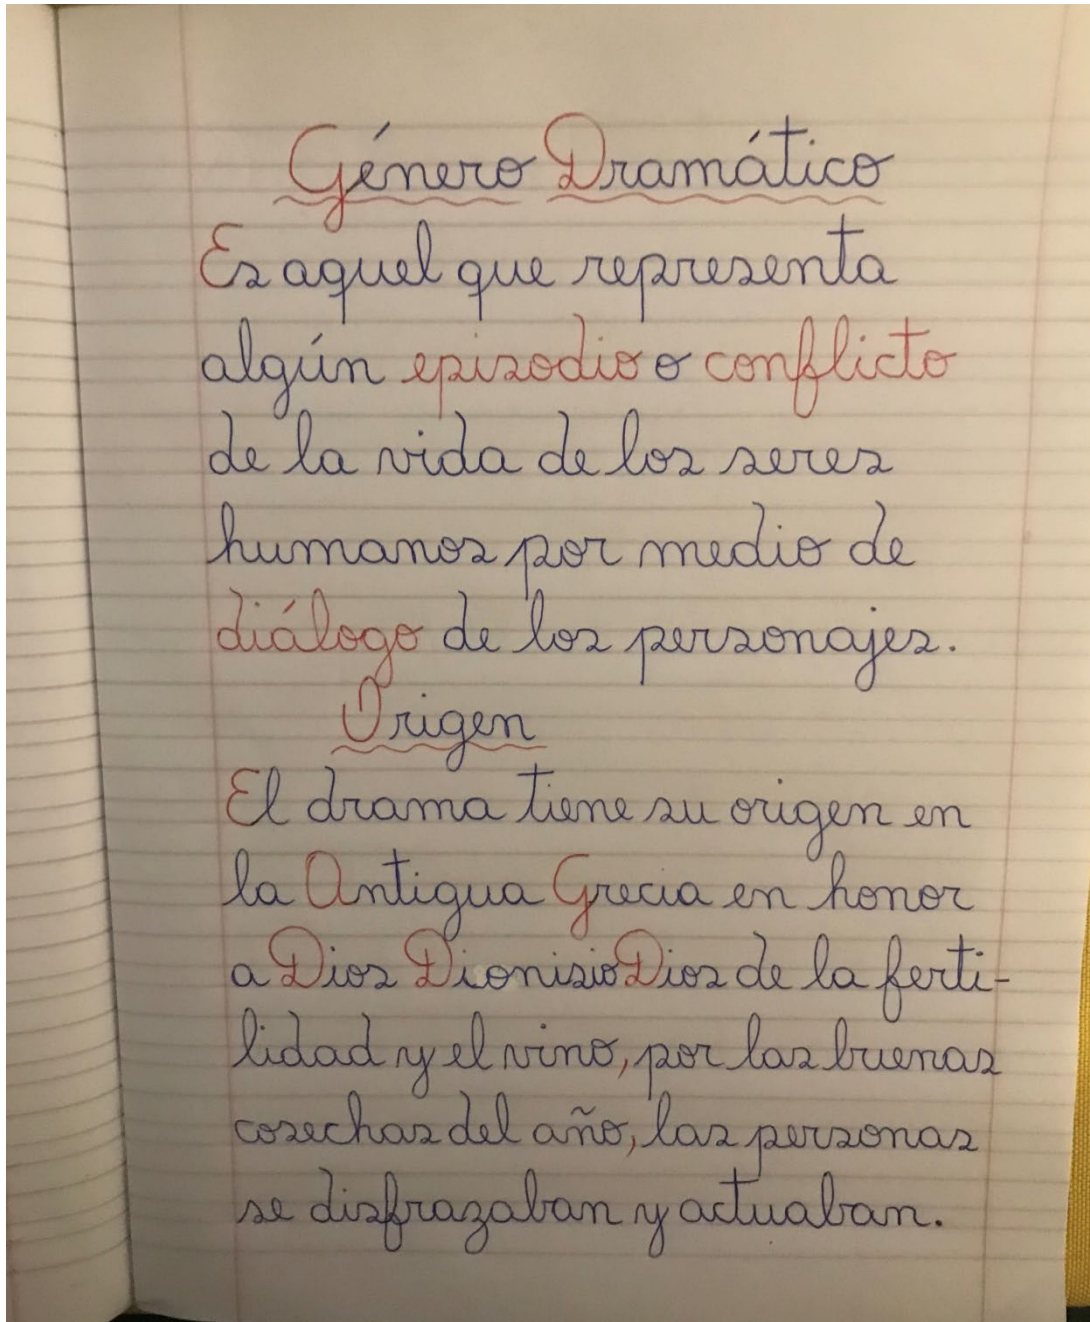 Género Dramático
Es aquel que representa
algún episodio o conflicto
de la vida de los seres
humanos por medio de
diálogo de los personajes.
Origen
El drama tiene su origen en
la Antigua Grecia en honor
a Dios Dionisio Dios de la ferti-
lidad y el vino, por las buenas
cosechas del año, las personas
se disfrazaban y actuaban.